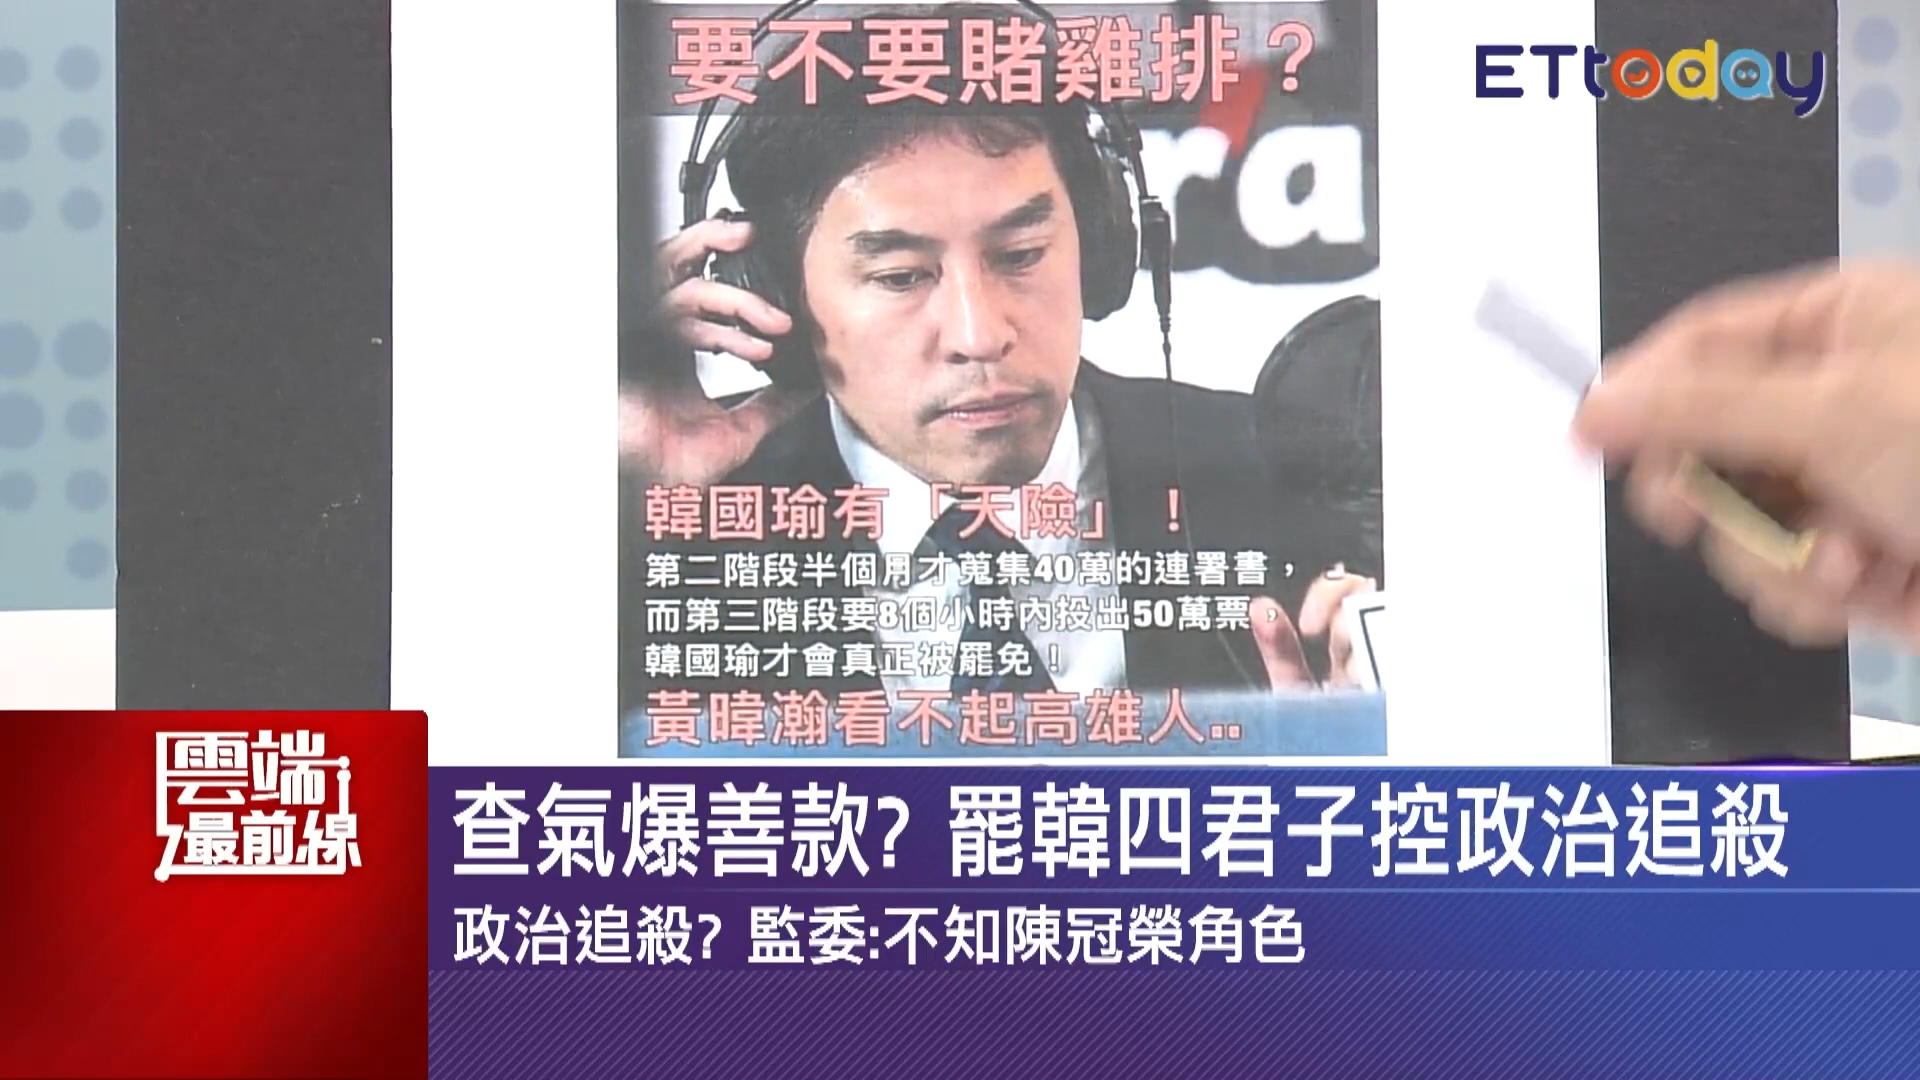 要不要賭雞排？
ETtoday
ra
韓國瑜有「天險」！
第二階段半個月才蒐集40萬的連署書，
而第三階段要8個小時內投出50萬票，
韓國瑜才會真正被罷免！
黃暐瀚看不起高雄人..
雲端
最前線
查氣爆善款? 罷韓四君子控政治追殺
政治追殺? 監委:不知陳冠榮角色